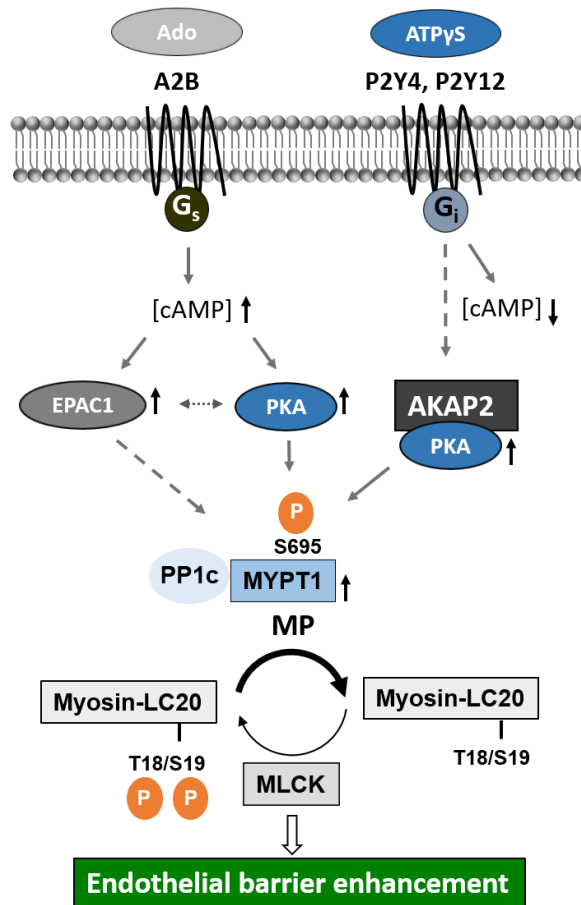 Ado
ATPγS
A2B
P2Y4, P2Y12
Gs
Gi
[cAMP]
[cAMP]
EPAC1
PKA
AKAP2
PKA
P
S695
PP1c
MYPT1
MP
Myosin-LC20
Myosin-LC20
T18/S19
T18/S19
P P
MLCK
Endothelial barrier enhancement